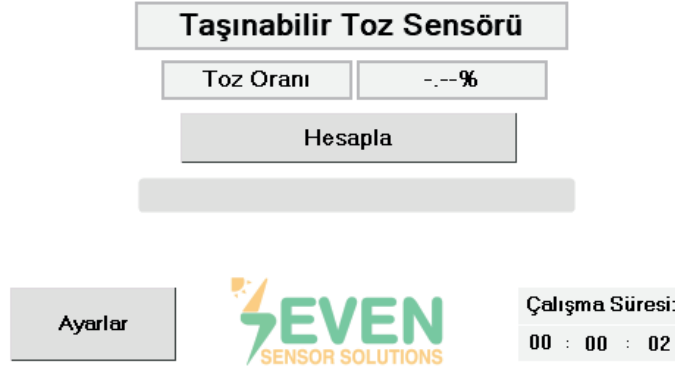 Taşınabilir Toz Sensörü
Toz Oranı -.--%
Hesapla
Ayarlar
SEVEN
SENSOR SOLUTIONS
Çalışma Süresi:
00 : 00 : 02